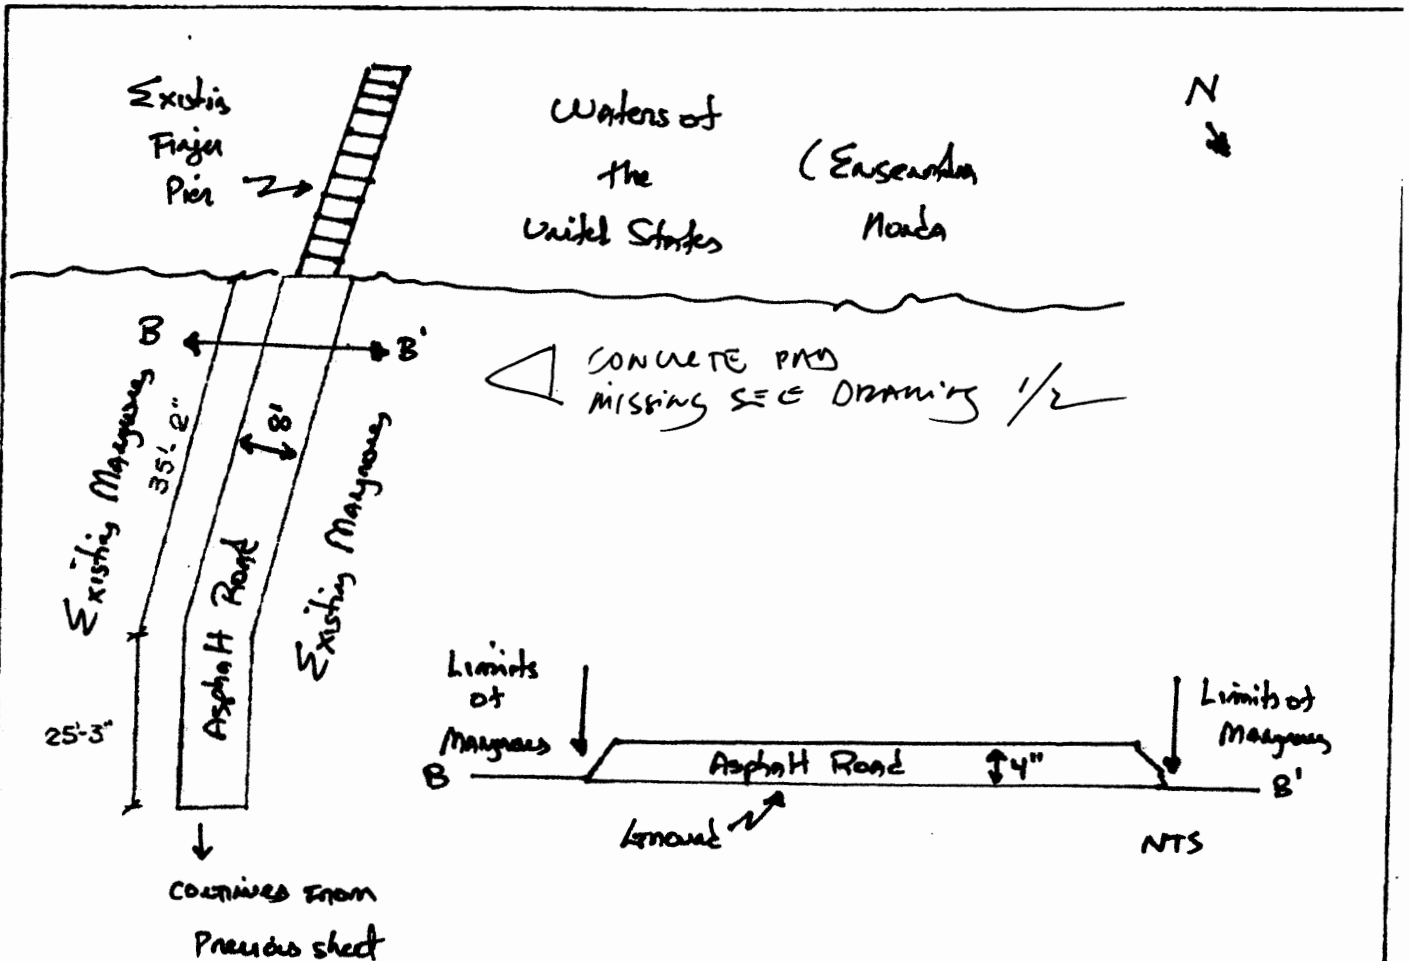 Existing
Finger
Pier
Waters of
the
United States
(Ensenada
Honda
N
B
B'
CONCRETE PAD
MISSING SEE DRAWING 1/2
Existing Mangroves
35'-2"
8'
Existing Mangroves
Asphalt Road
25'-3"
Continues From
Previous sheet
Limits
of
Mangroves
Limits of
Mangroves
B
Asphalt Road
4"
B'
Ground
NTS